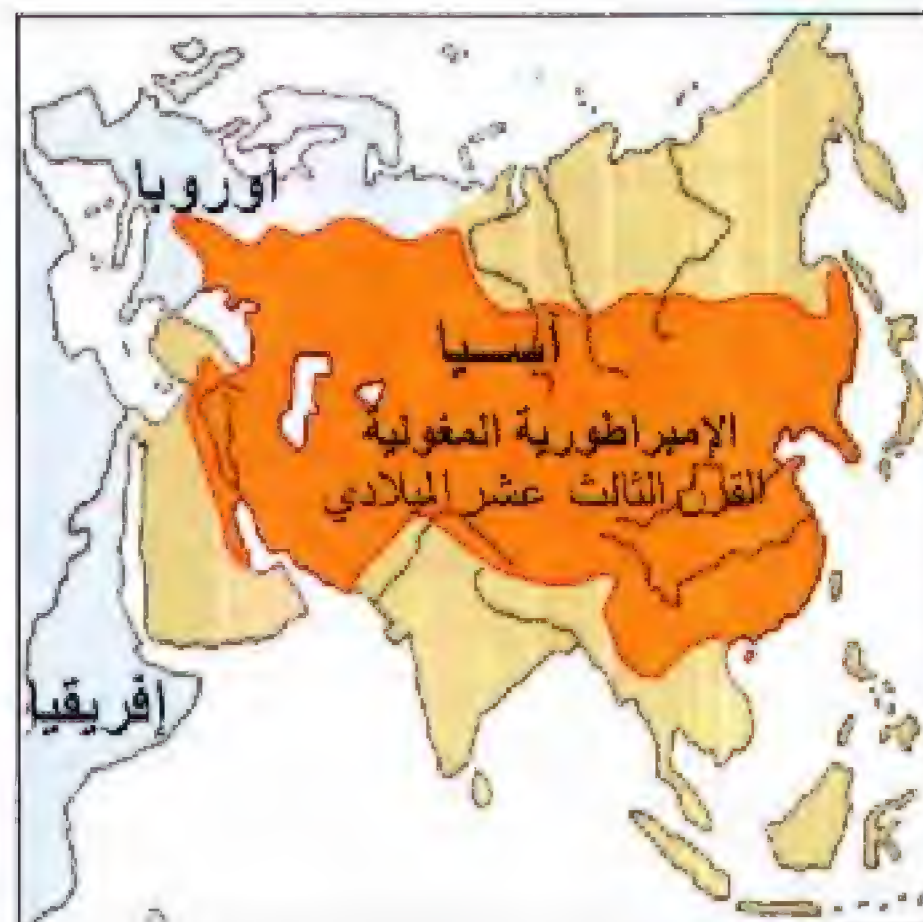 أوروبا
آسيا
الإمبراطورية المغولية
القرن الثالث عشر الميلادي
إفريقيا